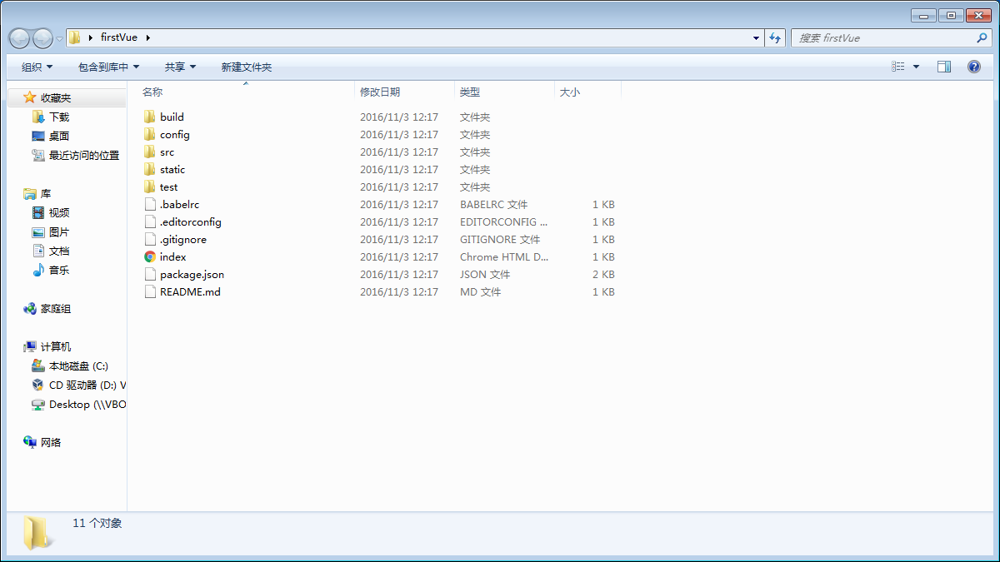 firstVue
搜索 firstVue
组织 包含到库中 共享 新建文件夹
收藏夹
下载
桌面
最近访问的位置
库
视频
图片
文档
音乐
家庭组
计算机
本地磁盘 (C:)
CD 驱动器 (D:) V
Desktop (\\VBO
网络
名称 修改日期 类型 大小
build 2016/11/3 12:17 文件夹
config 2016/11/3 12:17 文件夹
src 2016/11/3 12:17 文件夹
static 2016/11/3 12:17 文件夹
test 2016/11/3 12:17 文件夹
.babelrc 2016/11/3 12:17 BABELRC 文件 1 KB
.editorconfig 2016/11/3 12:17 EDITORCONFIG ... 1 KB
.gitignore 2016/11/3 12:17 GITIGNORE 文件 1 KB
index 2016/11/3 12:17 Chrome HTML D... 1 KB
package.json 2016/11/3 12:17 JSON 文件 2 KB
README.md 2016/11/3 12:17 MD 文件 1 KB
11 个对象